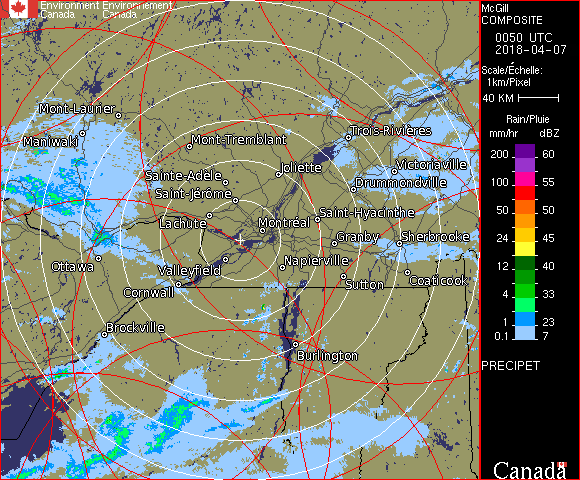 Environment Environnement
Canada Canada
McGill
COMPOSITE
0050 UTC
2018-04-07
Scale/Échelle:
1km/Pixel
40 KM
Rain/Pluie
mm/hr dBZ
200 60
100 55
50 50
24 45
12 40
4 33
1 23
0.1 7
PRECIPET
Canada
Mont-Laurier
Maniwaki
Mont-Tremblant
Trois-Rivières
Sainte-Adèle
Joliette
Victoriaville
Drummondville
Saint-Jérôme
Lachute
Montréal
Saint-Hyacinthe
Granby
Sherbrooke
Ottawa
Valleyfield
Napierville
Cornwall
Sutton
Coaticook
Brockville
Burlington